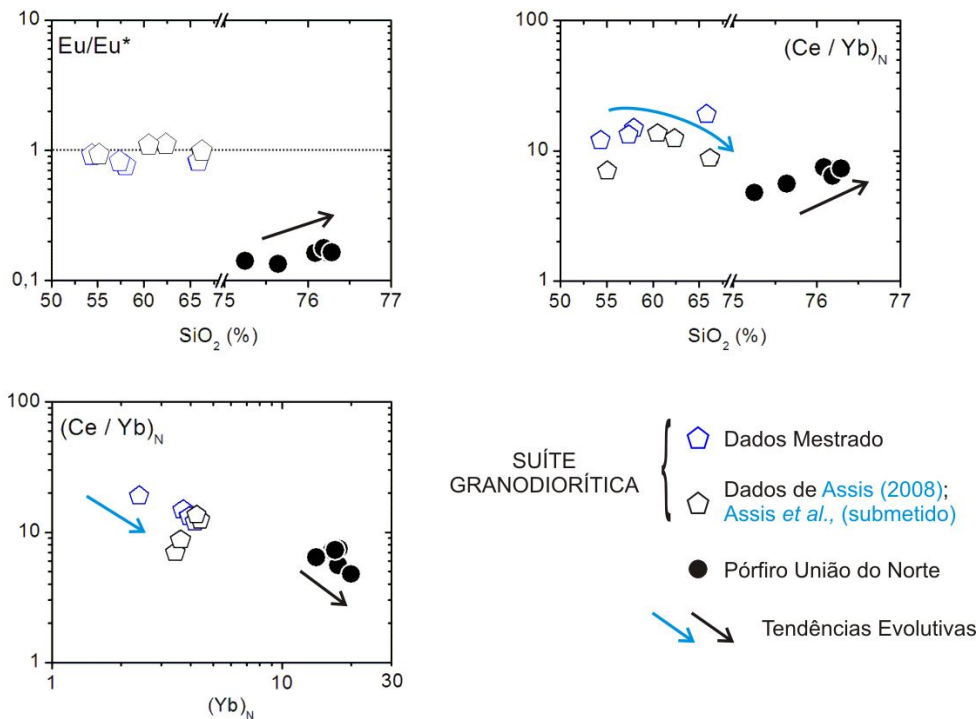 Eu/Eu*
10
1
0,1
50 55 60 65 75 76 77
SiO2 (%)
(Ce / Yb)N
100
10
1
50 55 60 65 75 76 77
SiO2 (%)
(Ce / Yb)N
100
10
1
1 10 30
(Yb)N
SUÍTE
GRANODIORÍTICA
Dados Mestrado
Dados de Assis (2008);
Assis et al., (submetido)
Pórfiro União do Norte
Tendências Evolutivas